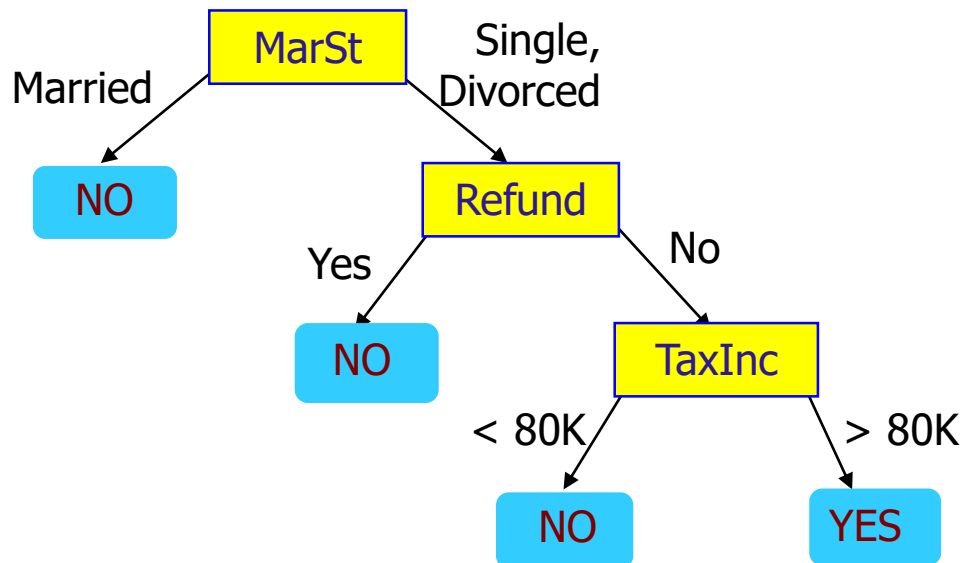 MarSt
Single,
Married
Divorced
NO
Refund
Yes
No
NO
TaxInc
< 80K
> 80K
NO
YES